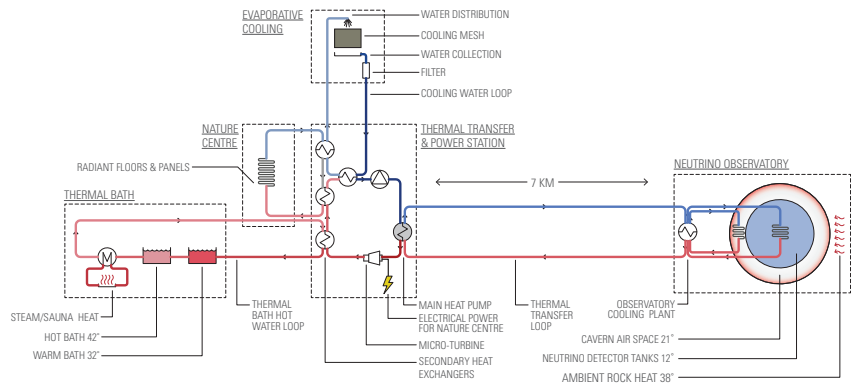 EVAPORATIVE
COOLING
WATER DISTRIBUTION
COOLING MESH
WATER COLLECTION
FILTER
COOLING WATER LOOP
NATURE
CENTRE
THERMAL TRANSFER
& POWER STATION
RADIANT FLOORS & PANELS
NEUTRINO OBSERVATORY
7 KM
THERMAL BATH
M
STEAM/SAUNA HEAT
HOT BATH 42°
WARM BATH 32°
THERMAL
BATH HOT
WATER LOOP
MAIN HEAT PUMP
ELECTRICAL POWER
FOR NATURE CENTRE
MICRO-TURBINE
SECONDARY HEAT
EXCHANGERS
THERMAL
TRANSFER
LOOP
OBSERVATORY
COOLING PLANT
CAVERN AIR SPACE 21°
NEUTRINO DETECTOR TANKS 12°
AMBIENT ROCK HEAT 38°